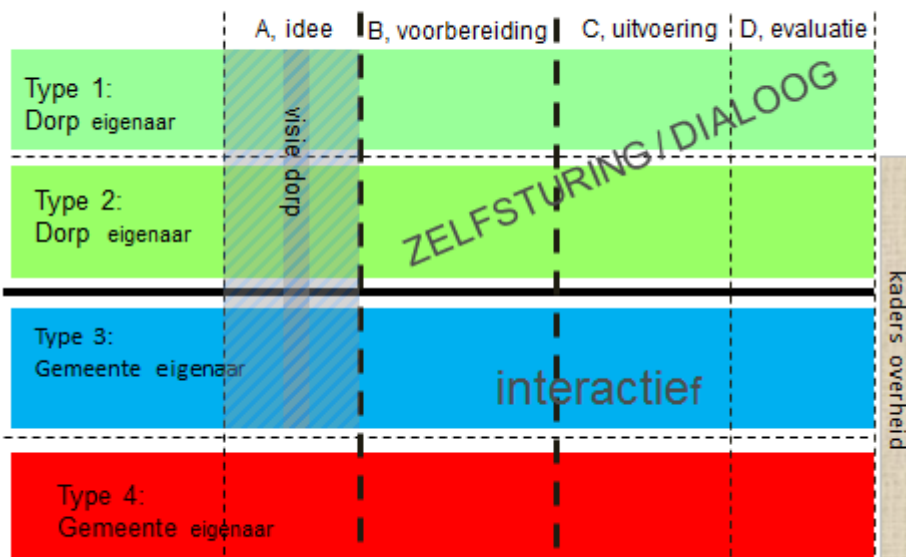 A, idee
B, voorbereiding
C, uitvoering
D, evaluatie
Type 1:
Dorp eigenaar
visie dorp
ZELFSTURING / DIALOOG
Type 2:
Dorp eigenaar
kaders overheid
Type 3:
Gemeente eigenaar
interactief
Type 4:
Gemeente eigenaar